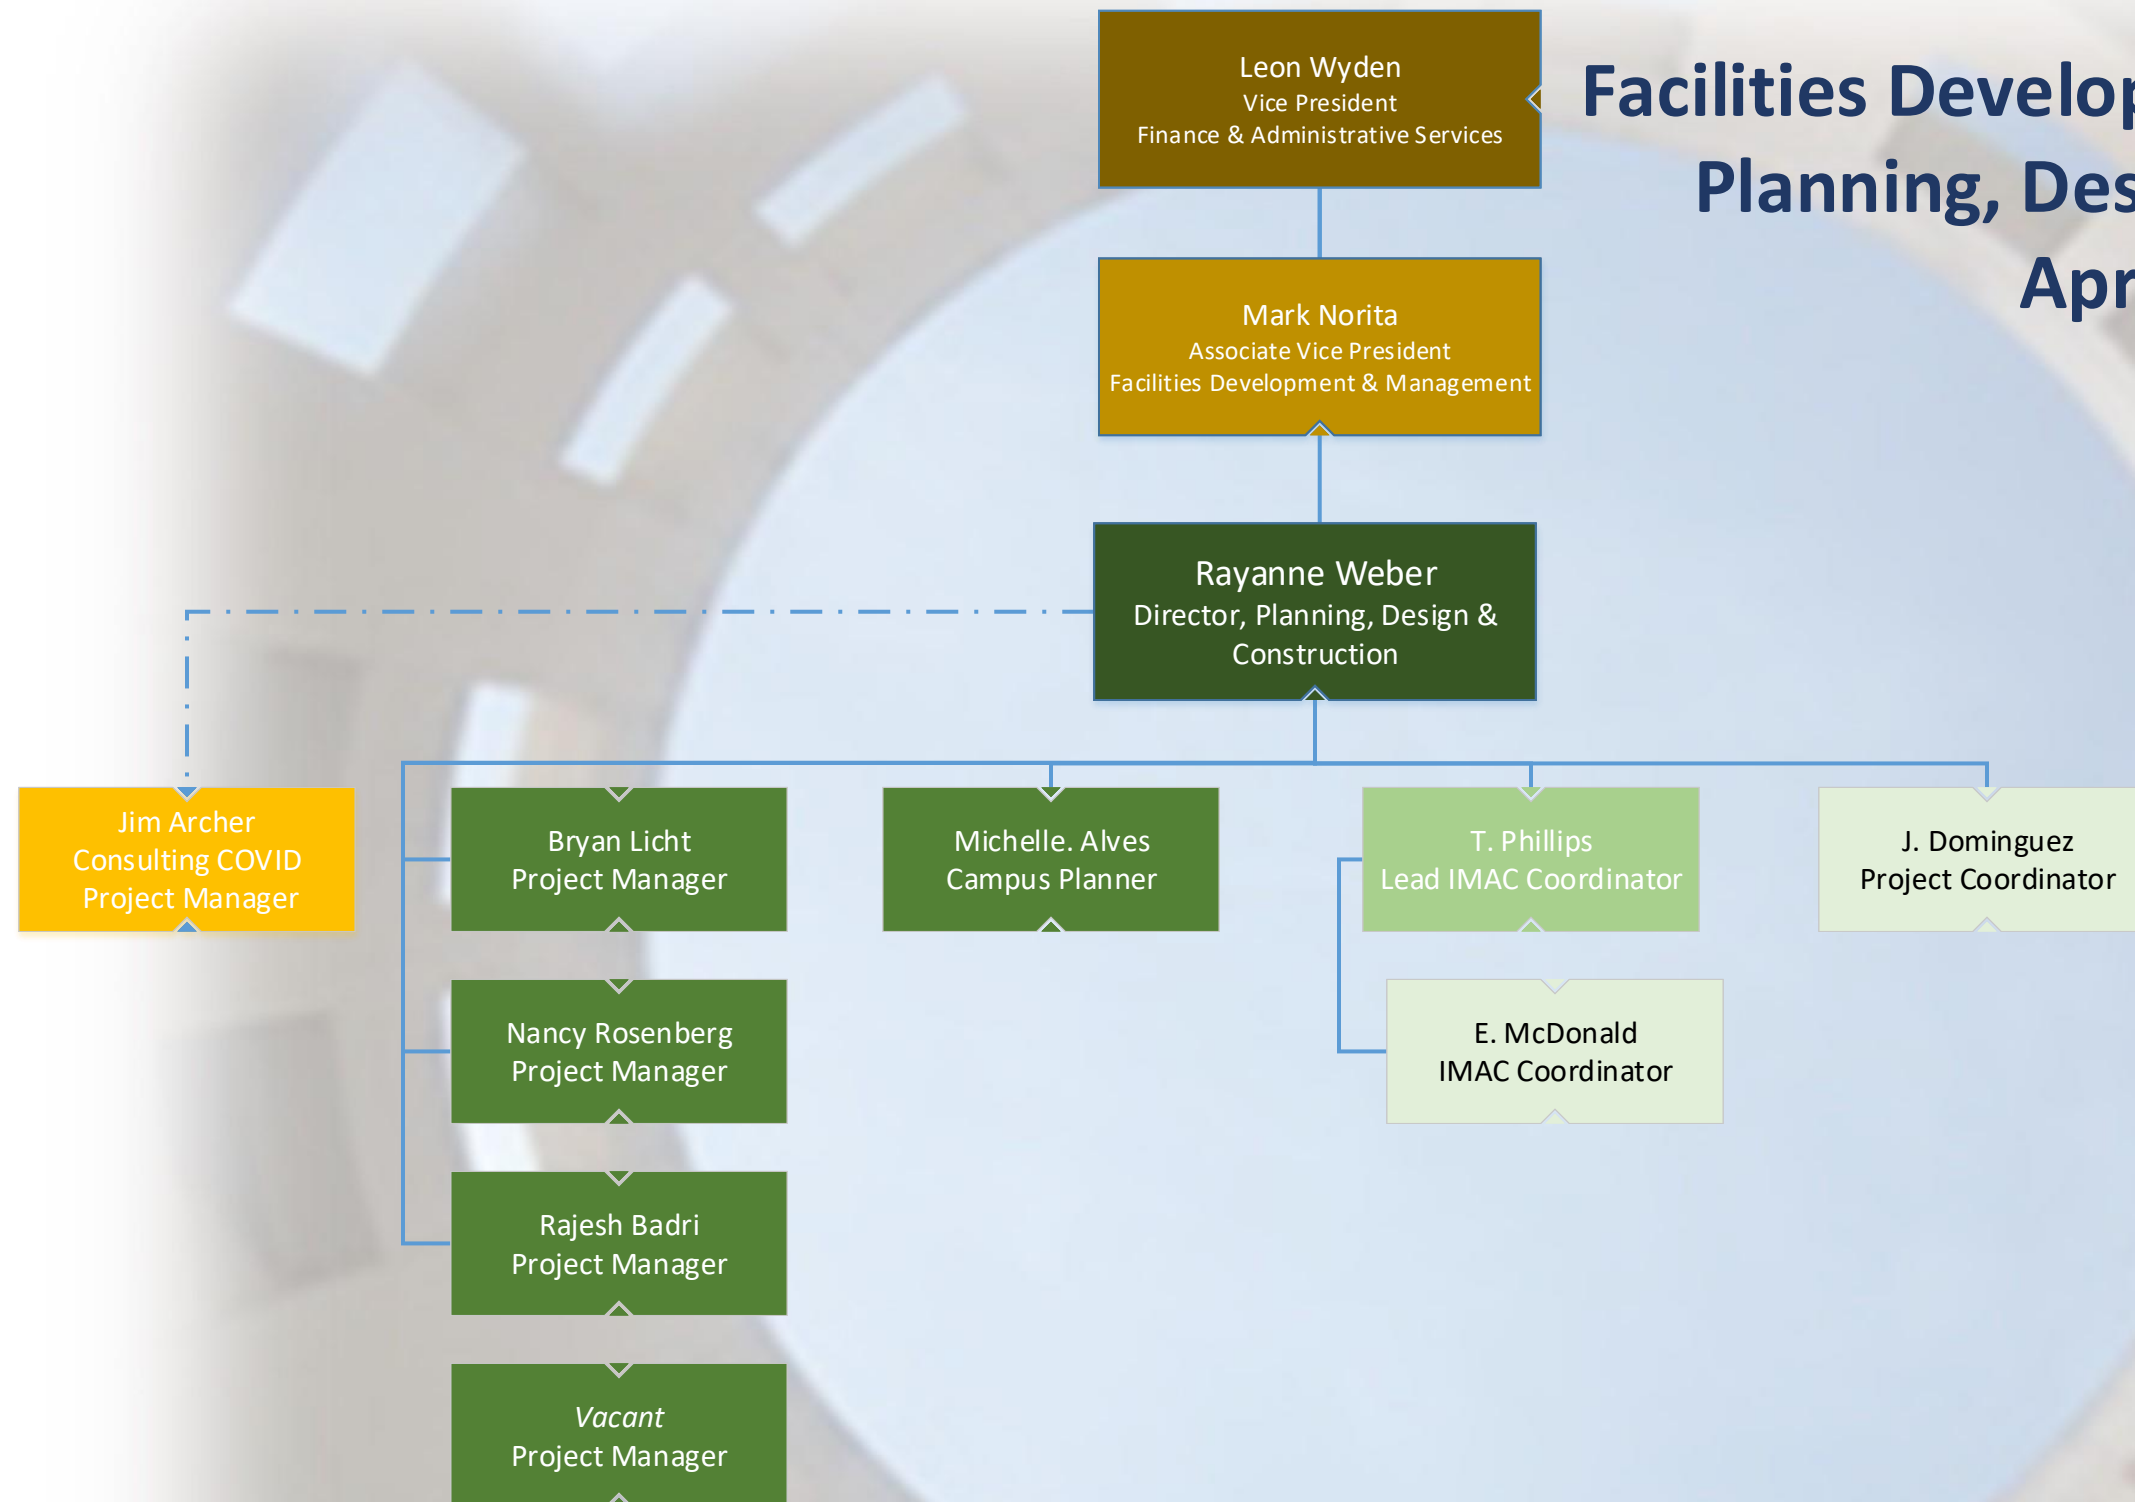 Leon Wyden
Vice President
Finance & Administrative Services
Facilities
Planning,
Mark Norita
Associate Vice President
Facilities Development & Management
Rayanne Weber
Director, Planning, Design &
Construction
Jim Archer
Consulting COVID
Project Manager
Bryan Licht
Project Manager
Michelle. Alves
Campus Planner
T. Phillips
Lead IMAC Coordinator
J. Dominguez
Project Coordinator
Nancy Rosenberg
Project Manager
E. McDonald
IMAC Coordinator
Rajesh Badri
Project Manager
Vacant
Project Manager